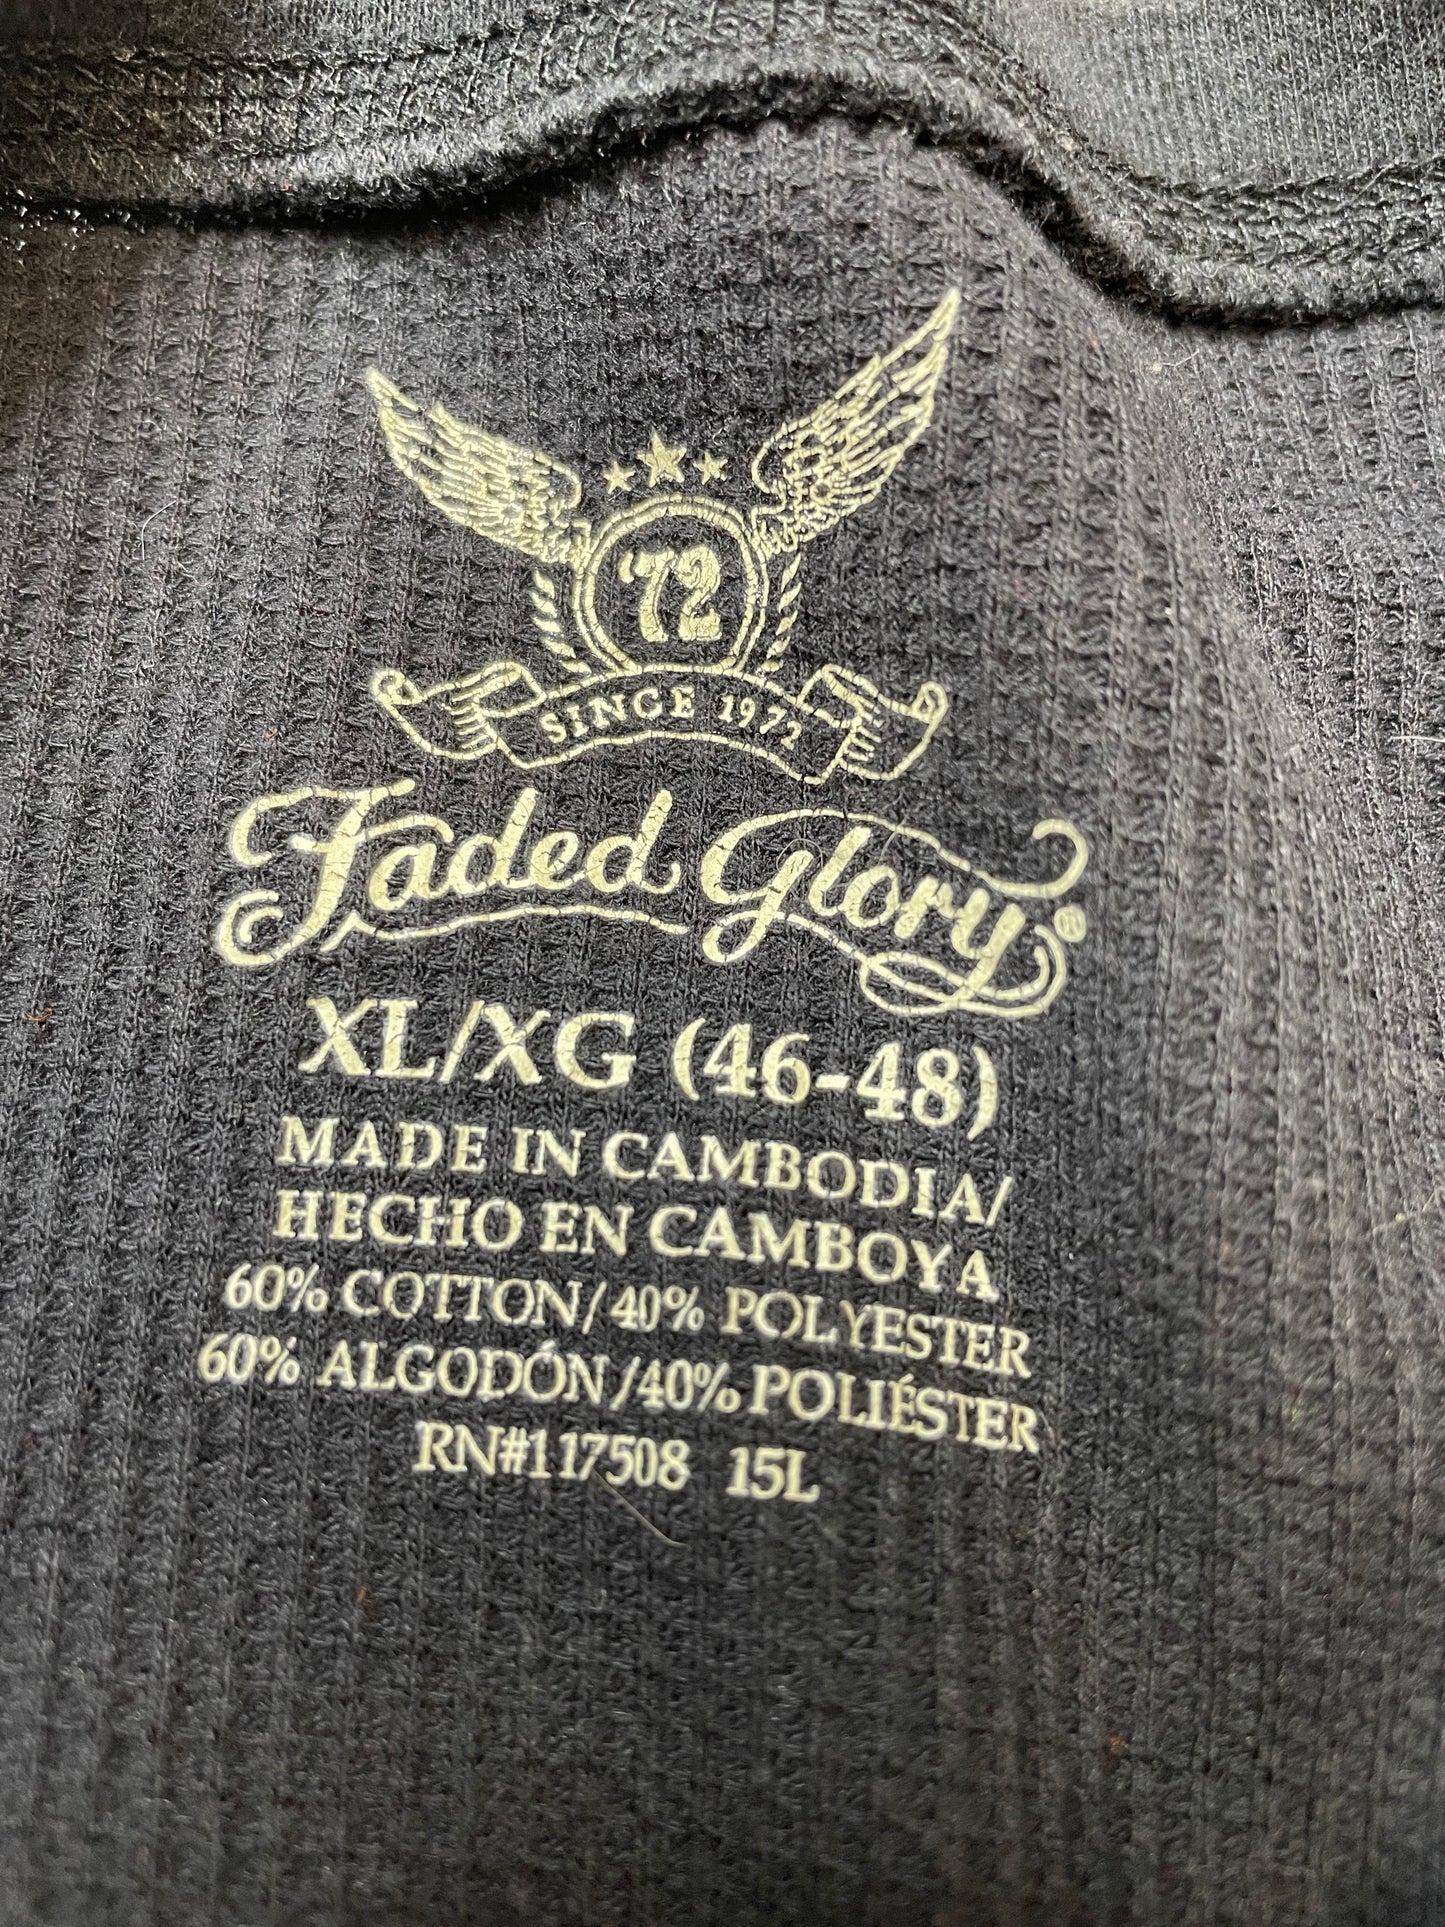 '72
SINCE 1972
Faded Glory®
XL/XG (46-48)
MADE IN CAMBODIA/
HECHO EN CAMBOYA
60% COTTON/40% POLYESTER
60% ALGODÓN/40% POLIÉSTER
RN#117508 15L